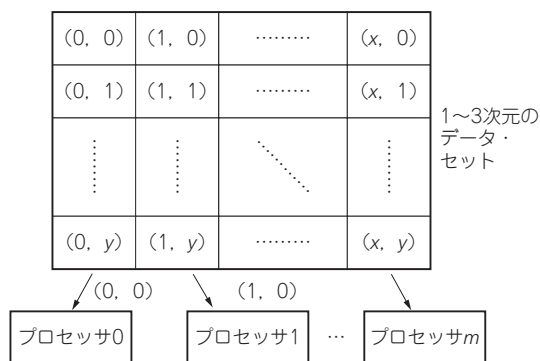 (0, 0) (1, 0) ⋯⋯⋯ (x, 0)
(0, 1) (1, 1) ⋯⋯⋯ (x, 1)
1～3次元の
データ・
セット
(0, y) (1, y) ⋯⋯⋯ (x, y)
(0, 0) (1, 0)
プロセッサ0 プロセッサ1 … プロセッサm